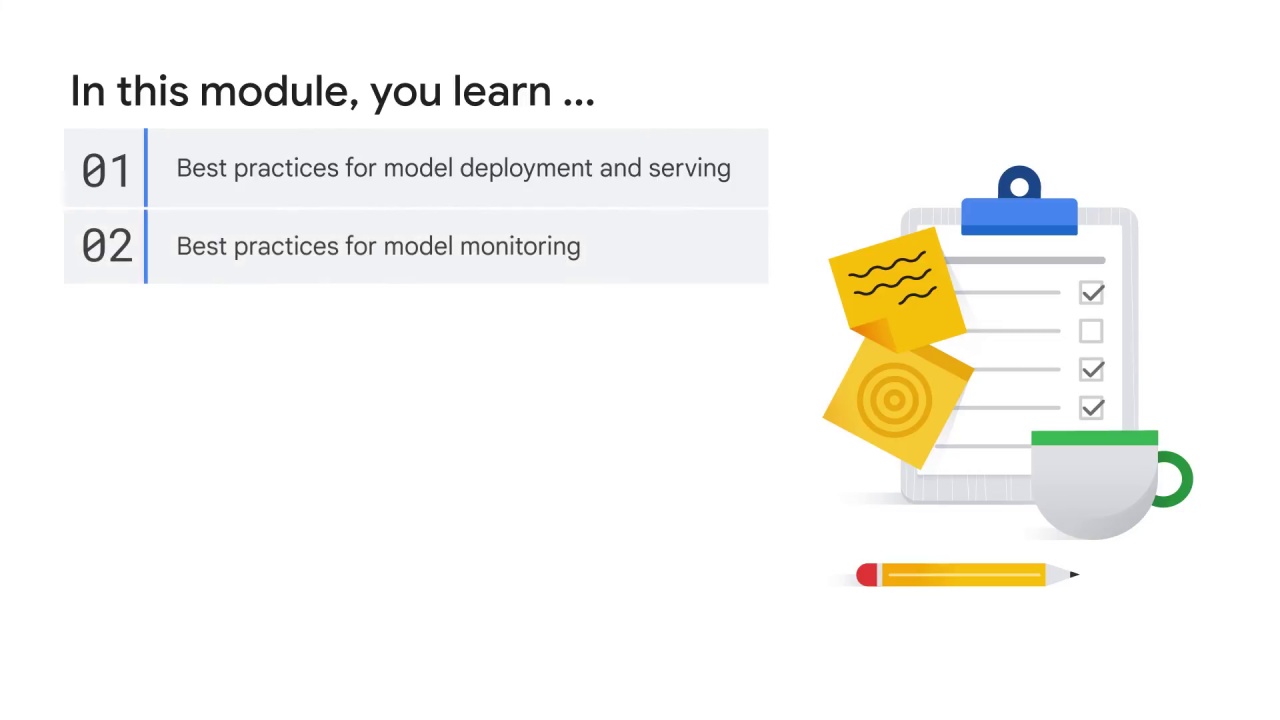 In this module, you learn ...
01 Best practices for model deployment and serving
02 Best practices for model monitoring